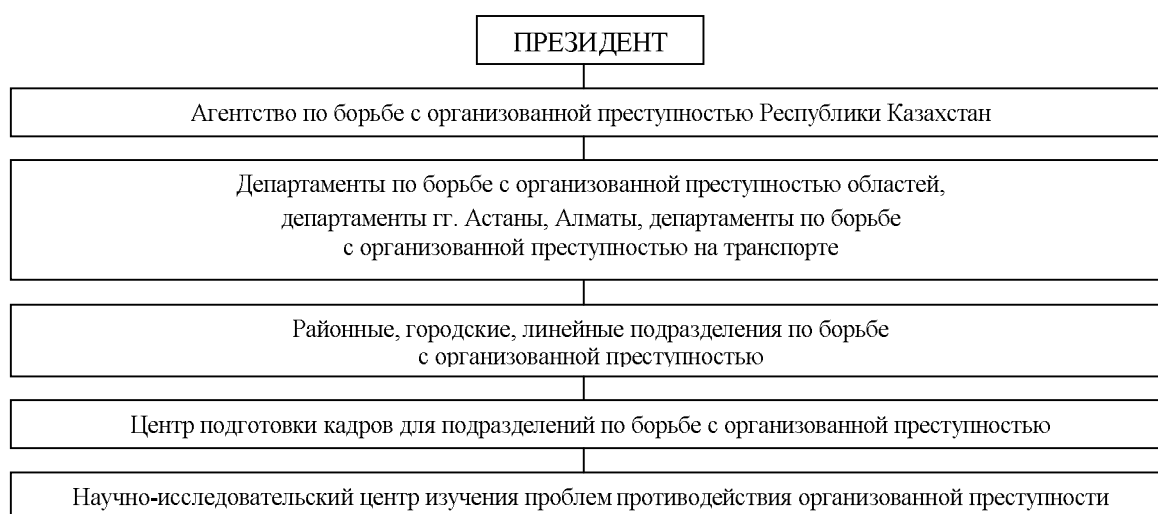 ПРЕЗИДЕНТ
Агентство по борьбе с организованной преступностью Республики Казахстан
Департаменты по борьбе с организованной преступностью областей,
департаменты гг. Астаны, Алматы, департаменты по борьбе
с организованной преступностью на транспорте
Районные, городские, линейные подразделения по борьбе
с организованной преступностью
Центр подготовки кадров для подразделений по борьбе с организованной преступностью
Научно-исследовательский центр изучения проблем противодействия организованной преступности